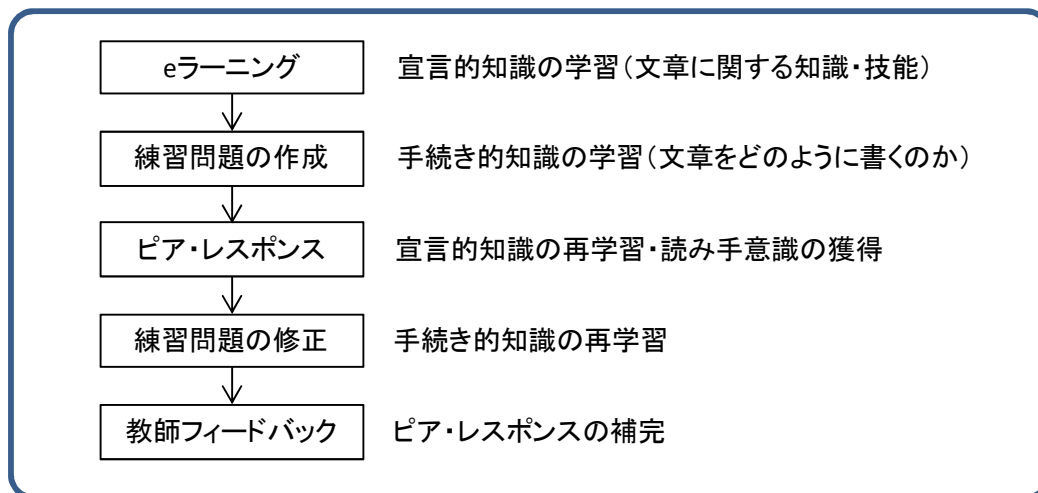 eラーニング 宣言的知識の学習（文章に関する知識・技能）
練習問題の作成 手続き的知識の学習（文章をどのように書くのか）
ピア・レスポンス 宣言的知識の再学習・読み手意識の獲得
練習問題の修正 手続き的知識の再学習
教師フィードバック ピア・レスポンスの補完